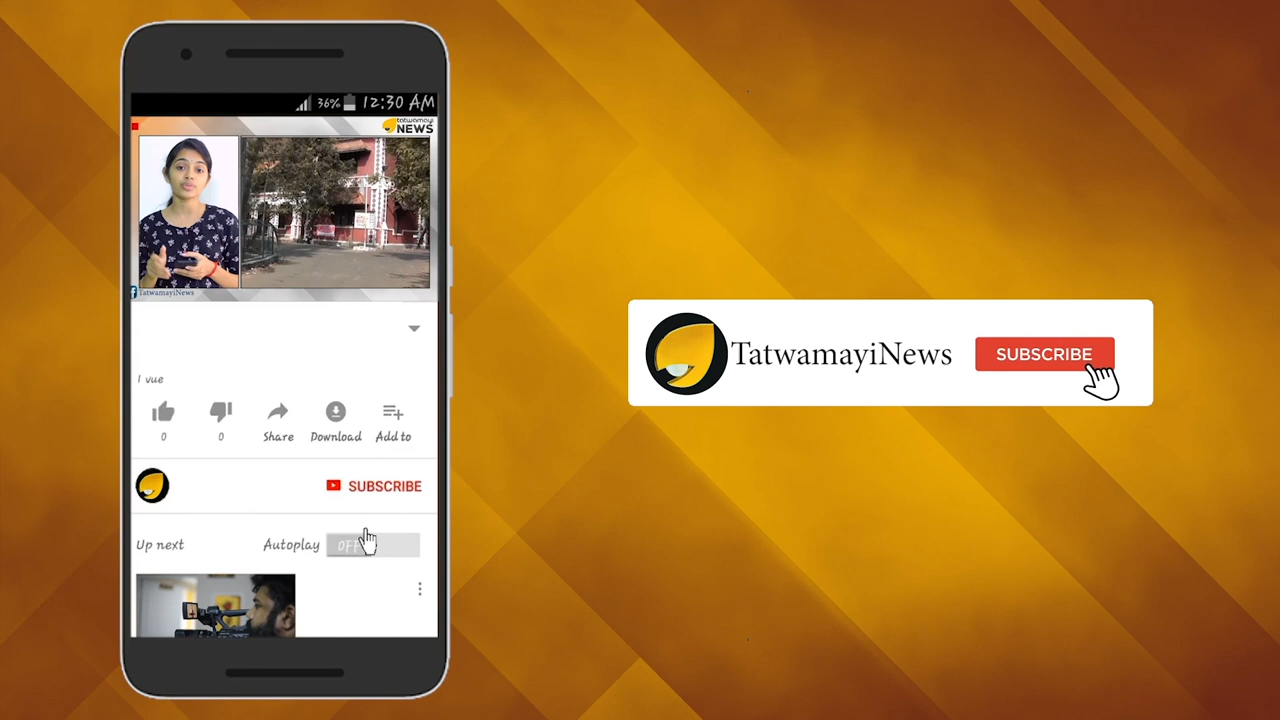 36% 12:30 AM
tatwamayi
NEWS
TatwamayiNews
1 vue
0 0 Share Download Add to
SUBSCRIBE
Up next Autoplay OFF
TatwamayiNews SUBSCRIBE